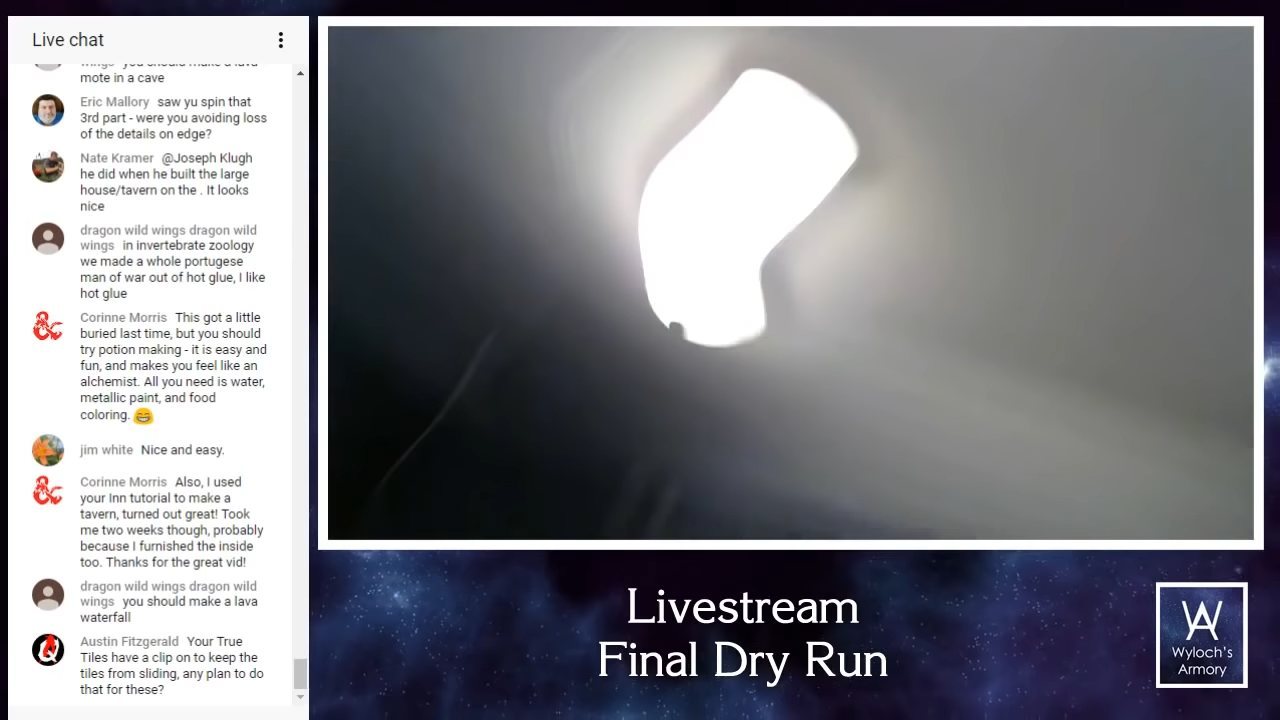 Live chat
wings you should make a lava
mote in a cave
Eric Mallory saw yu spin that
3rd part - were you avoiding loss
of the details on edge?
Nate Kramer @Joseph Klugh
he did when he built the large
house/tavern on the . It looks
nice
dragon wild wings dragon wild
wings in invertebrate zoology
we made a whole portugese
man of war out of hot glue, I like
hot glue
Corinne Morris This got a little
buried last time, but you should
try potion making - it is easy and
fun, and makes you feel like an
alchemist. All you need is water,
metallic paint, and food
coloring. 😄
jim white Nice and easy.
Corinne Morris Also, I used
your Inn tutorial to make a
tavern, turned out great! Took
me two weeks though, probably
because I furnished the inside
too. Thanks for the great vid!
dragon wild wings dragon wild
wings you should make a lava
waterfall
Austin Fitzgerald Your True
Tiles have a clip on to keep the
tiles from sliding, any plan to do
that for these?
Livestream
Final Dry Run
WA
Wyloch's
Armory